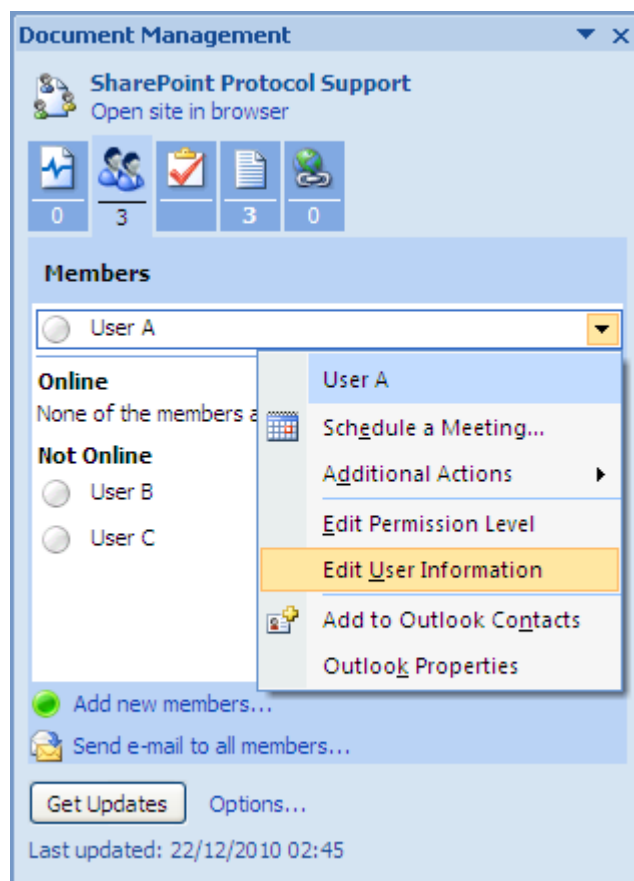 Document Management
SharePoint Protocol Support
Open site in browser
0 3 3 0
Members
User A
Online
None of the members a
Not Online
User B
User C
User A
Schedule a Meeting...
Additional Actions
Edit Permission Level
Edit User Information
Add to Outlook Contacts
Outlook Properties
Add new members...
Send e-mail to all members...
Get Updates Options...
Last updated: 22/12/2010 02:45